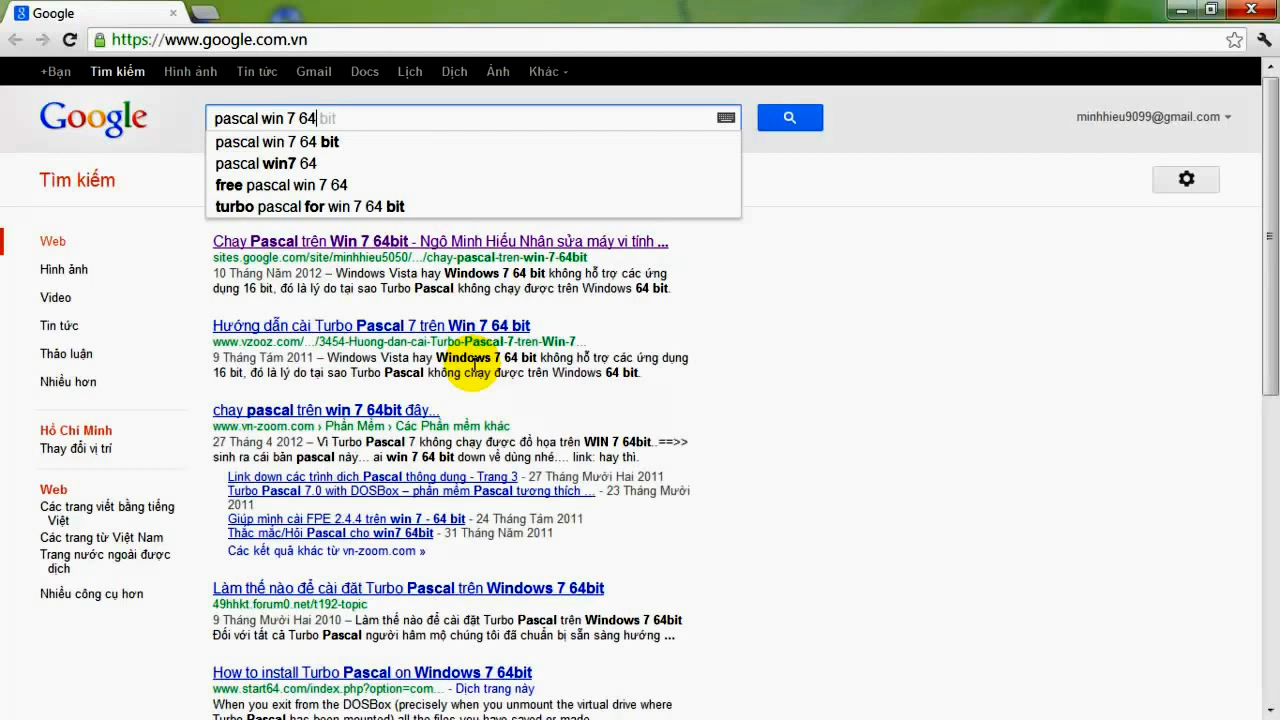 Google
https://www.google.com.vn
+Bạn Tìm kiếm Hình ảnh Tin tức Gmail Docs Lịch Dịch Ảnh Khác
Google
pascal win 7 64 bit
minhhieu9099@gmail.com
pascal win 7 64 bit
pascal win7 64
free pascal win 7 64
turbo pascal for win 7 64 bit
Tìm kiếm
Web
Hình ảnh
Video
Tin tức
Thảo luận
Nhiều hơn
Hồ Chí Minh
Thay đổi vị trí
Web
Các trang viết bằng tiếng
Việt
Các trang từ Việt Nam
Trang nước ngoài được
dịch
Nhiều công cụ hơn
Chạy Pascal trên Win 7 64bit - Ngô Minh Hiếu Nhân sửa máy vi tính ...
sites.google.com/site/minhhieu5050/.../chay-pascal-tren-win-7-64bit
10 Tháng Năm 2012 – Windows Vista hay Windows 7 64 bit không hỗ trợ các ứng
dụng 16 bit, đó là lý do tại sao Turbo Pascal không chạy được trên Windows 64 bit.
Hướng dẫn cài Turbo Pascal 7 trên Win 7 64 bit
www.vzooz.com/.../3454-Huong-dan-cai-Turbo-Pascal-7-tren-Win-7...
9 Tháng Tám 2011 – Windows Vista hay Windows 7 64 bit không hỗ trợ các ứng dụng
16 bit, đó là lý do tại sao Turbo Pascal không chạy được trên Windows 64 bit.
chay pascal trên win 7 64bit đây...
www.vn-zoom.com › Phần Mềm › Các Phần mềm khác
27 Tháng 4 2012 – Vì Turbo Pascal 7 không chạy được đồ họa trên WIN 7 64bit..==>>
sinh ra cái bản pascal này... ai win 7 64 bit down về dùng nhé.... link: hay thì.
Link down các trình dịch Pascal thông dụng - Trang 3 - 27 Tháng Mười Hai 2011
Turbo Pascal 7.0 with DOSBox – phần mềm Pascal tương thích ... - 23 Tháng Mười
2011
Giúp mình cài FPE 2.4.4 trên win 7 - 64 bit - 24 Tháng Tám 2011
Thắc mắc/Hỏi Pascal cho win7 64bit - 31 Tháng Năm 2011
Các kết quả khác từ vn-zoom.com »
Làm thế nào để cài đặt Turbo Pascal trên Windows 7 64bit
49hhkt.forum0.net/t192-topic
9 Tháng Mười Hai 2010 – Làm thế nào để cài đặt Turbo Pascal trên Windows 7 64bit
Đối với tất cả Turbo Pascal người hâm mộ chúng tôi đã chuẩn bị sẵn sàng hướng ...
How to install Turbo Pascal on Windows 7 64bit
www.start64.com/index.php?option=com... - Dịch trang này
When you exit from the DOSBox (precisely when you unmount the virtual drive where
Turbo Pascal has been mounted) all the files you have saved or made